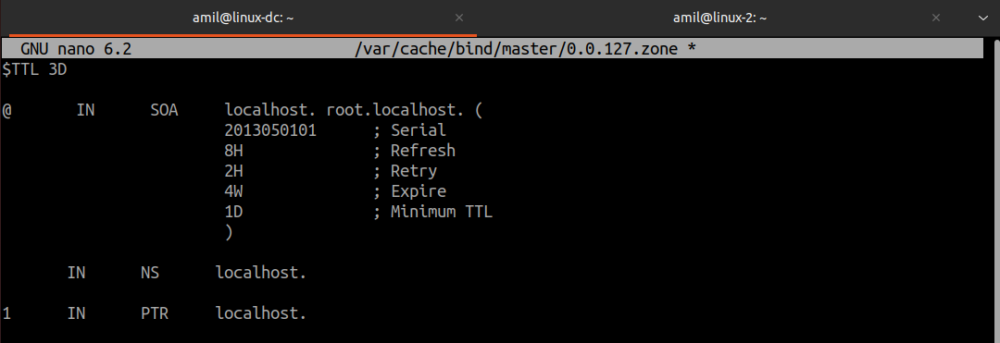 amil@linux-dc: ~ × amil@linux-2: ~ ×
GNU nano 6.2 /var/cache/bind/master/0.0.127.zone *
$TTL 3D
@ IN SOA localhost. root.localhost. (
2013050101 ; Serial
8H ; Refresh
2H ; Retry
4W ; Expire
1D ; Minimum TTL
)
IN NS localhost.
1 IN PTR localhost.